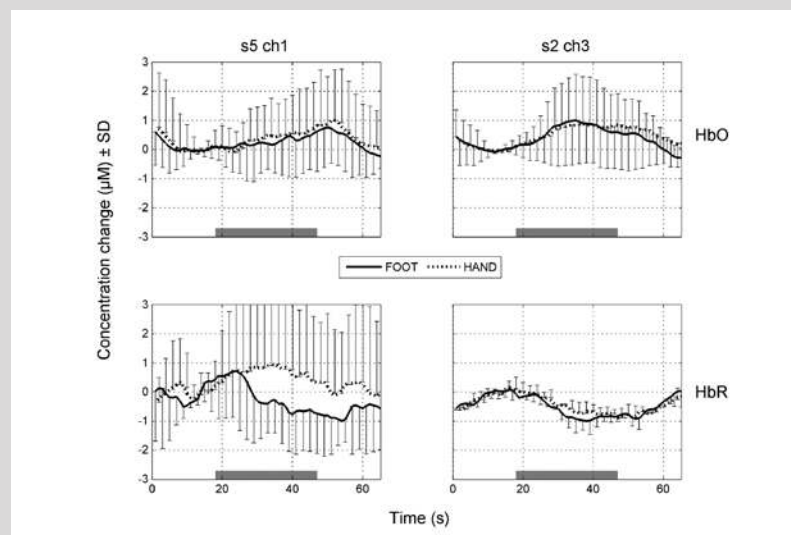 s5 ch1
s2 ch3
3
2
1
0
-1
-2
-3
HbO
Concentration change (µM) ± SD
FOOT HAND
3
2
1
0
-1
-2
-3
HbR
0 20 40 60
0 20 40 60
Time (s)